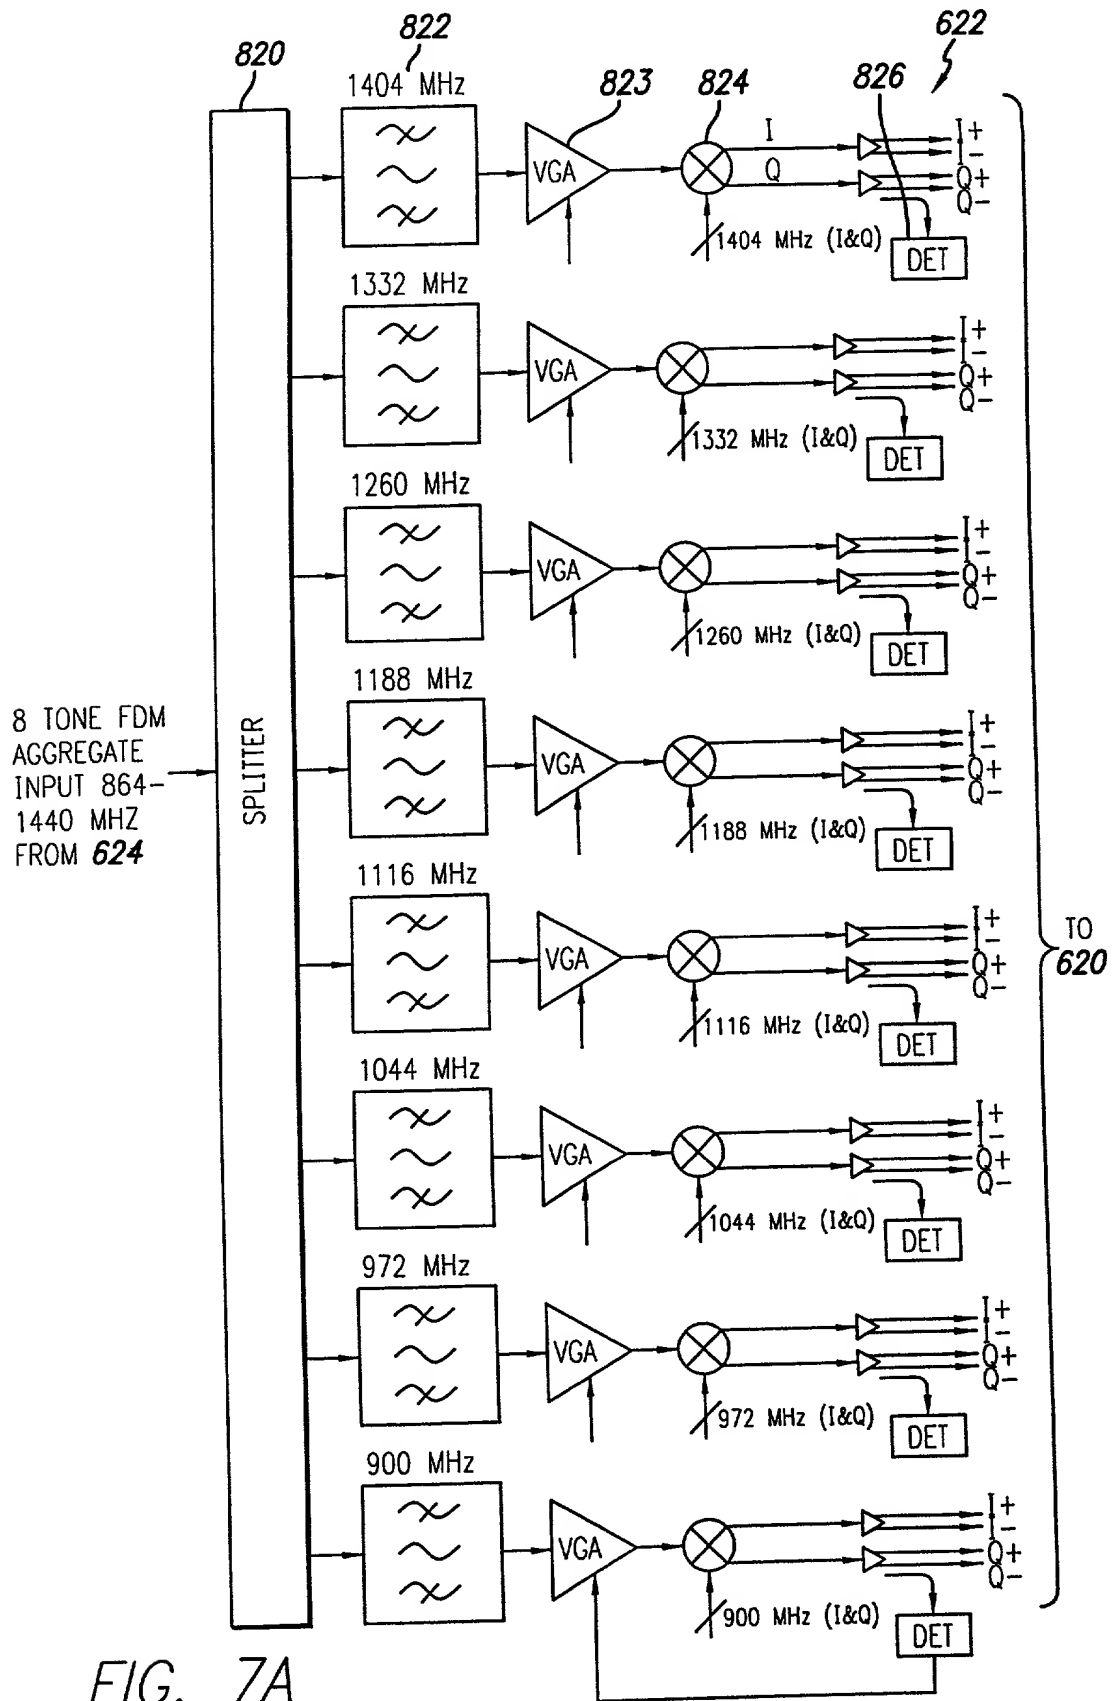 622
822
820
1404 MHz
823
824
826
VGA
I
Q
I+
I-
Q+
Q-
1404 MHz (I&Q)
DET
1332 MHz
VGA
I+
I-
Q+
Q-
1332 MHz (I&Q)
DET
1260 MHz
VGA
I+
I-
Q+
Q-
1260 MHz (I&Q)
DET
8 TONE FDM
AGGREGATE
INPUT 864-
1440 MHZ
FROM 624
SPLITTER
1188 MHz
VGA
I+
I-
Q+
Q-
1188 MHz (I&Q)
DET
1116 MHz
VGA
I+
I-
Q+
Q-
1116 MHz (I&Q)
DET
TO
620
1044 MHz
VGA
I+
I-
Q+
Q-
1044 MHz (I&Q)
DET
972 MHz
VGA
I+
I-
Q+
Q-
972 MHz (I&Q)
DET
900 MHz
VGA
I+
I-
Q+
Q-
900 MHz (I&Q)
DET
FIG. 7A